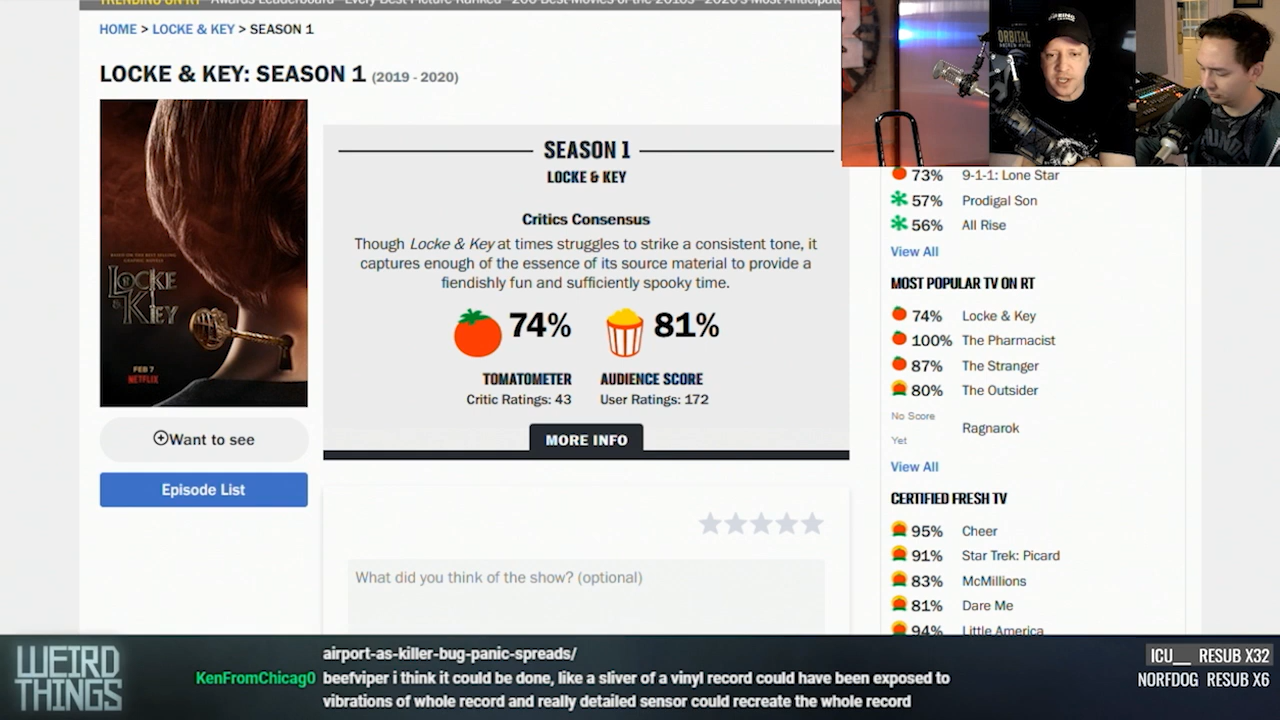 TRENDING ON RT
HOME > LOCKE & KEY > SEASON 1
LOCKE & KEY: SEASON 1 (2019 - 2020)
LOCKE
& KEY
FEB 7
NETFLIX
Want to see
Episode List
SEASON 1
LOCKE & KEY
Critics Consensus
Though Locke & Key at times struggles to strike a consistent tone, it
captures enough of the essence of its source material to provide a
fiendishly fun and sufficiently spooky time.
74%
81%
TOMATOMETER
AUDIENCE SCORE
Critic Ratings: 43
User Ratings: 172
MORE INFO
What did you think of the show? (optional)
ORBITAL
73% 9-1-1: Lone Star
57% Prodigal Son
56% All Rise
View All
MOST POPULAR TV ON RT
74% Locke & Key
100% The Pharmacist
87% The Stranger
80% The Outsider
No Score
Yet
Ragnarok
View All
CERTIFIED FRESH TV
95% Cheer
91% Star Trek: Picard
83% McMillions
81% Dare Me
94% Little America
WEIRD
THINGS
airport-as-killer-bug-panic-spreads/
KenFromChicag0 beefviper i think it could be done, like a sliver of a vinyl record could have been exposed to
vibrations of whole record and really detailed sensor could recreate the whole record
ICU__ RESUB X32
NORFDOG RESUB X6